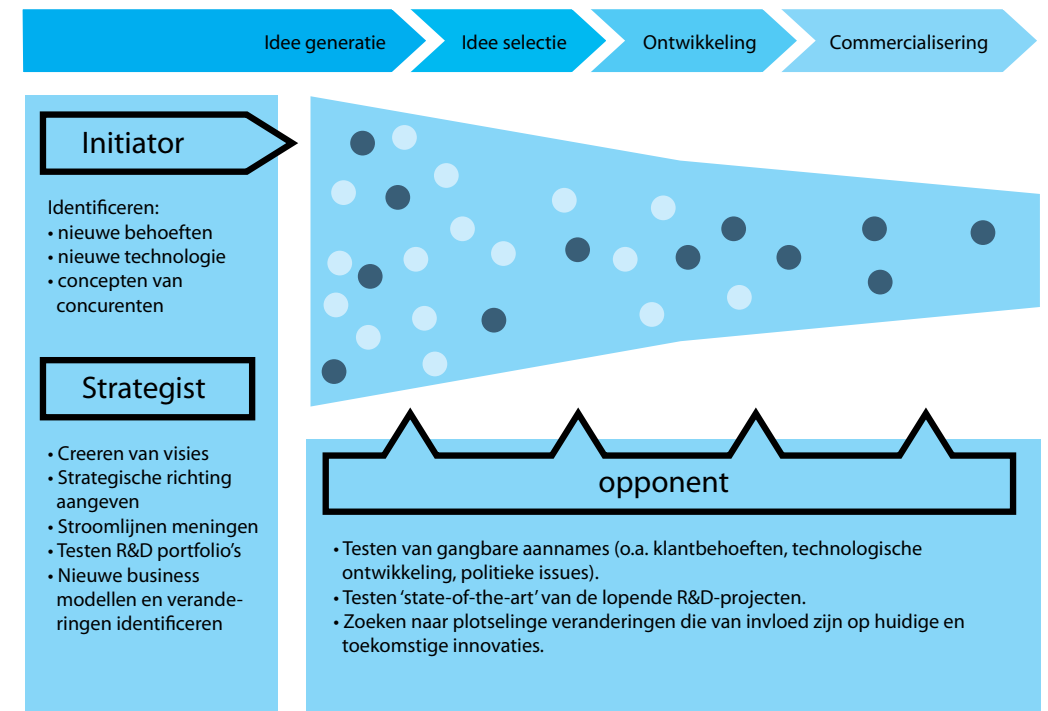 Idee generatie
Idee selectie
Ontwikkeling
Commercialisering
Initiator
Identificeren:
• nieuwe behoeften
• nieuwe technologie
• concepten van
concurenten
Strategist
• Creeren van visies
• Strategische richting
aangeven
• Stroomlijnen meningen
• Testen R&D portfolio's
• Nieuwe business
modellen en verande-
ringen identificeren
opponent
• Testen van gangbare aannames (o.a. klantbehoeften, technologische
ontwikkeling, politieke issues).
• Testen ‘state-of-the-art’ van de lopende R&D-projecten.
• Zoeken naar plotselinge veranderingen die van invloed zijn op huidige en
toekomstige innovaties.